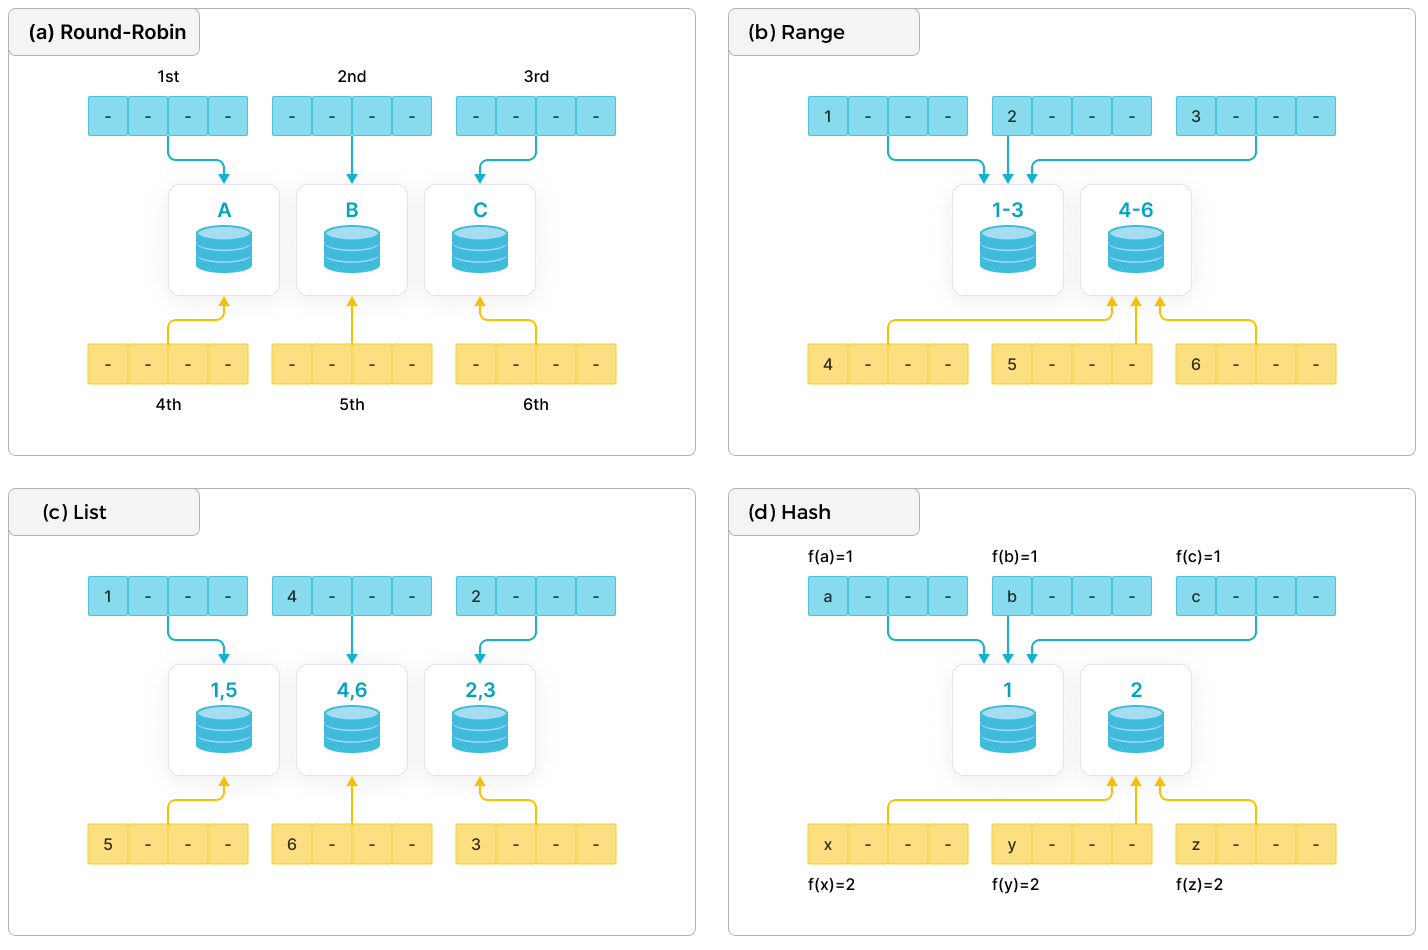 (a) Round-Robin
1st 2nd 3rd
- - - - - - - - - - - -
A B C
- - - - - - - - - - - -
4th 5th 6th
(b) Range
1 - - - 2 - - - 3 - - -
1-3 4-6
4 - - - 5 - - - 6 - - -
(c) List
1 - - - 4 - - - 2 - - -
1,5 4,6 2,3
5 - - - 6 - - - 3 - - -
(d) Hash
f(a)=1 f(b)=1 f(c)=1
a - - - b - - - c - - -
1 2
x - - - y - - - z - - -
f(x)=2 f(y)=2 f(z)=2